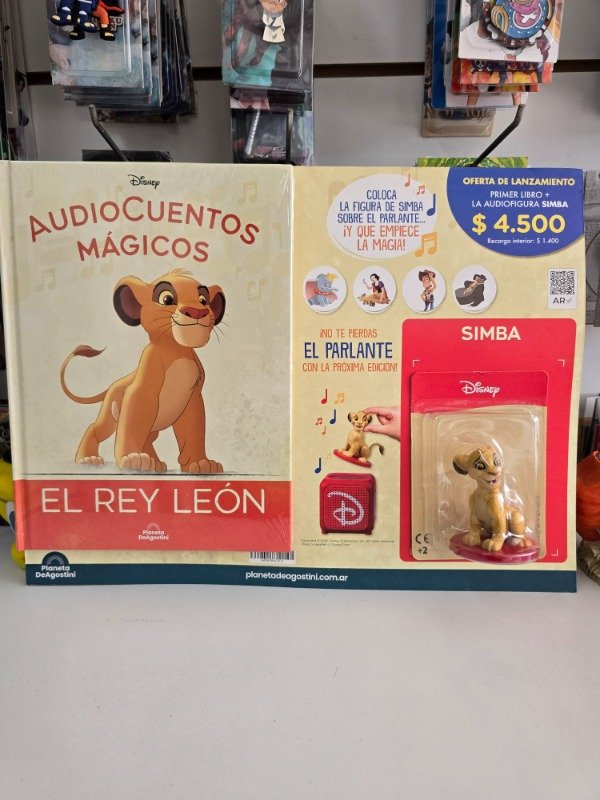 Disney
AUDIOCUENTOS
MÁGICOS
EL REY LEÓN
Planeta
DeAgostini
Planeta
DeAgostini
planetadeagostini.com.ar
COLOCA
LA FIGURA DE SIMBA
SOBRE EL PARLANTE...
¡Y QUE EMPIECE
LA MAGIA!
OFERTA DE LANZAMIENTO
PRIMER LIBRO +
LA AUDIOFIGURA SIMBA
$ 4.500
Recargo interior: $ 1.400
AR
¡NO TE PIERDAS
EL PARLANTE
CON LA PRÓXIMA EDICIÓN!
SIMBA
Disney
CE
+2